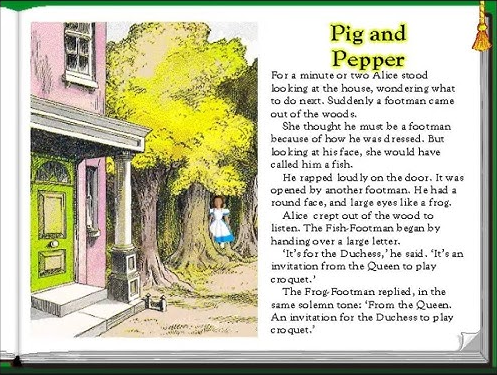 Pig and
Pepper
For a minute or two Alice stood
looking at the house, wondering what
to do next. Suddenly a footman came
out of the woods.
She thought he must be a footman
because of how he was dressed. But
looking at his face, she would have
called him a fish.
He rapped loudly on the door. It was
opened by another footman. He had a
round face, and large eyes like a frog.
Alice crept out of the wood to
listen. The Fish-Footman began by
handing over a large letter.
‘It’s for the Duchess,’ he said. ‘It’s an
invitation from the Queen to play
croquet.’
The Frog-Footman replied, in the
same solemn tone: ‘From the Queen.
An invitation for the Duchess to play
croquet.’